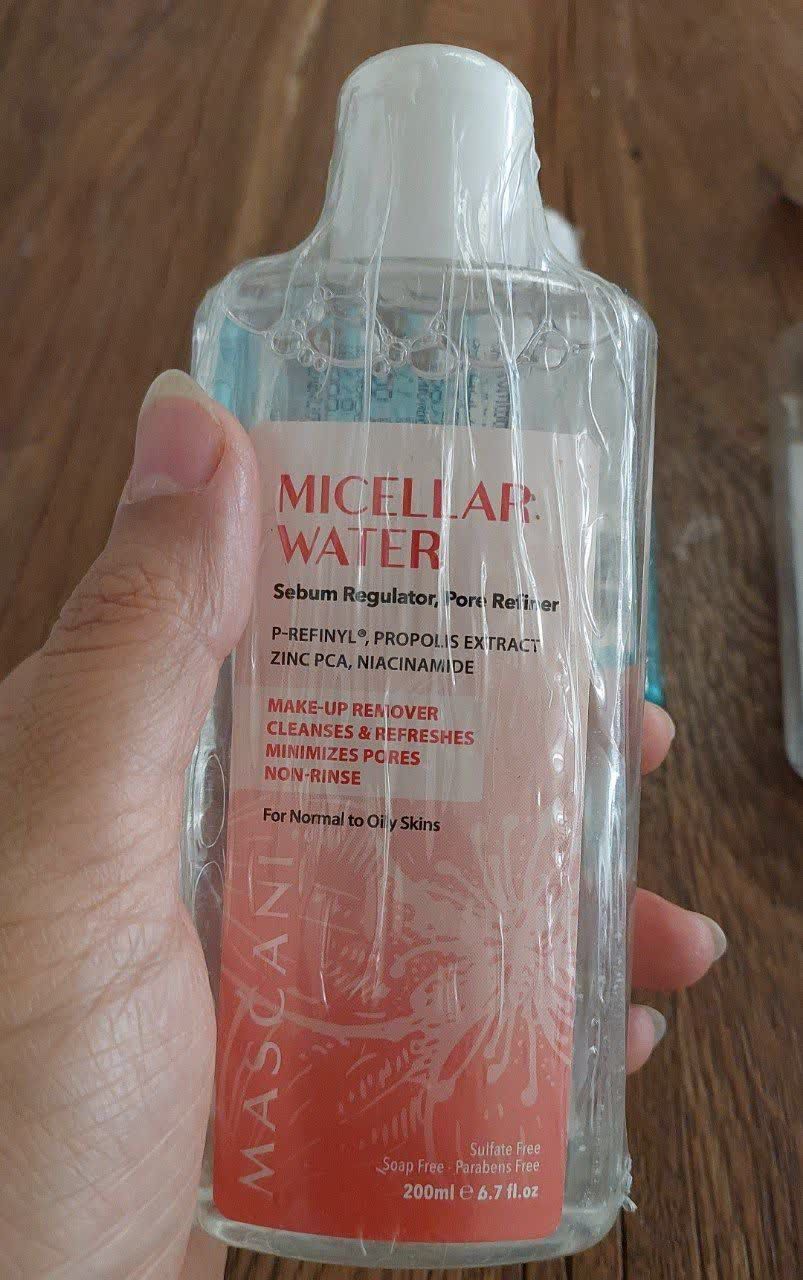 MICELLAR
WATER
Sebum Regulator, Pore Refiner
P-REFINYL®, PROPOLIS EXTRACT
ZINC PCA, NIACINAMIDE
MAKE-UP REMOVER
CLEANSES & REFRESHES
MINIMIZES PORES
NON-RINSE
For Normal to Oily Skins
MASCANI
Sulfate Free
Soap Free - Parabens Free
200ml ℮ 6.7 fl.oz